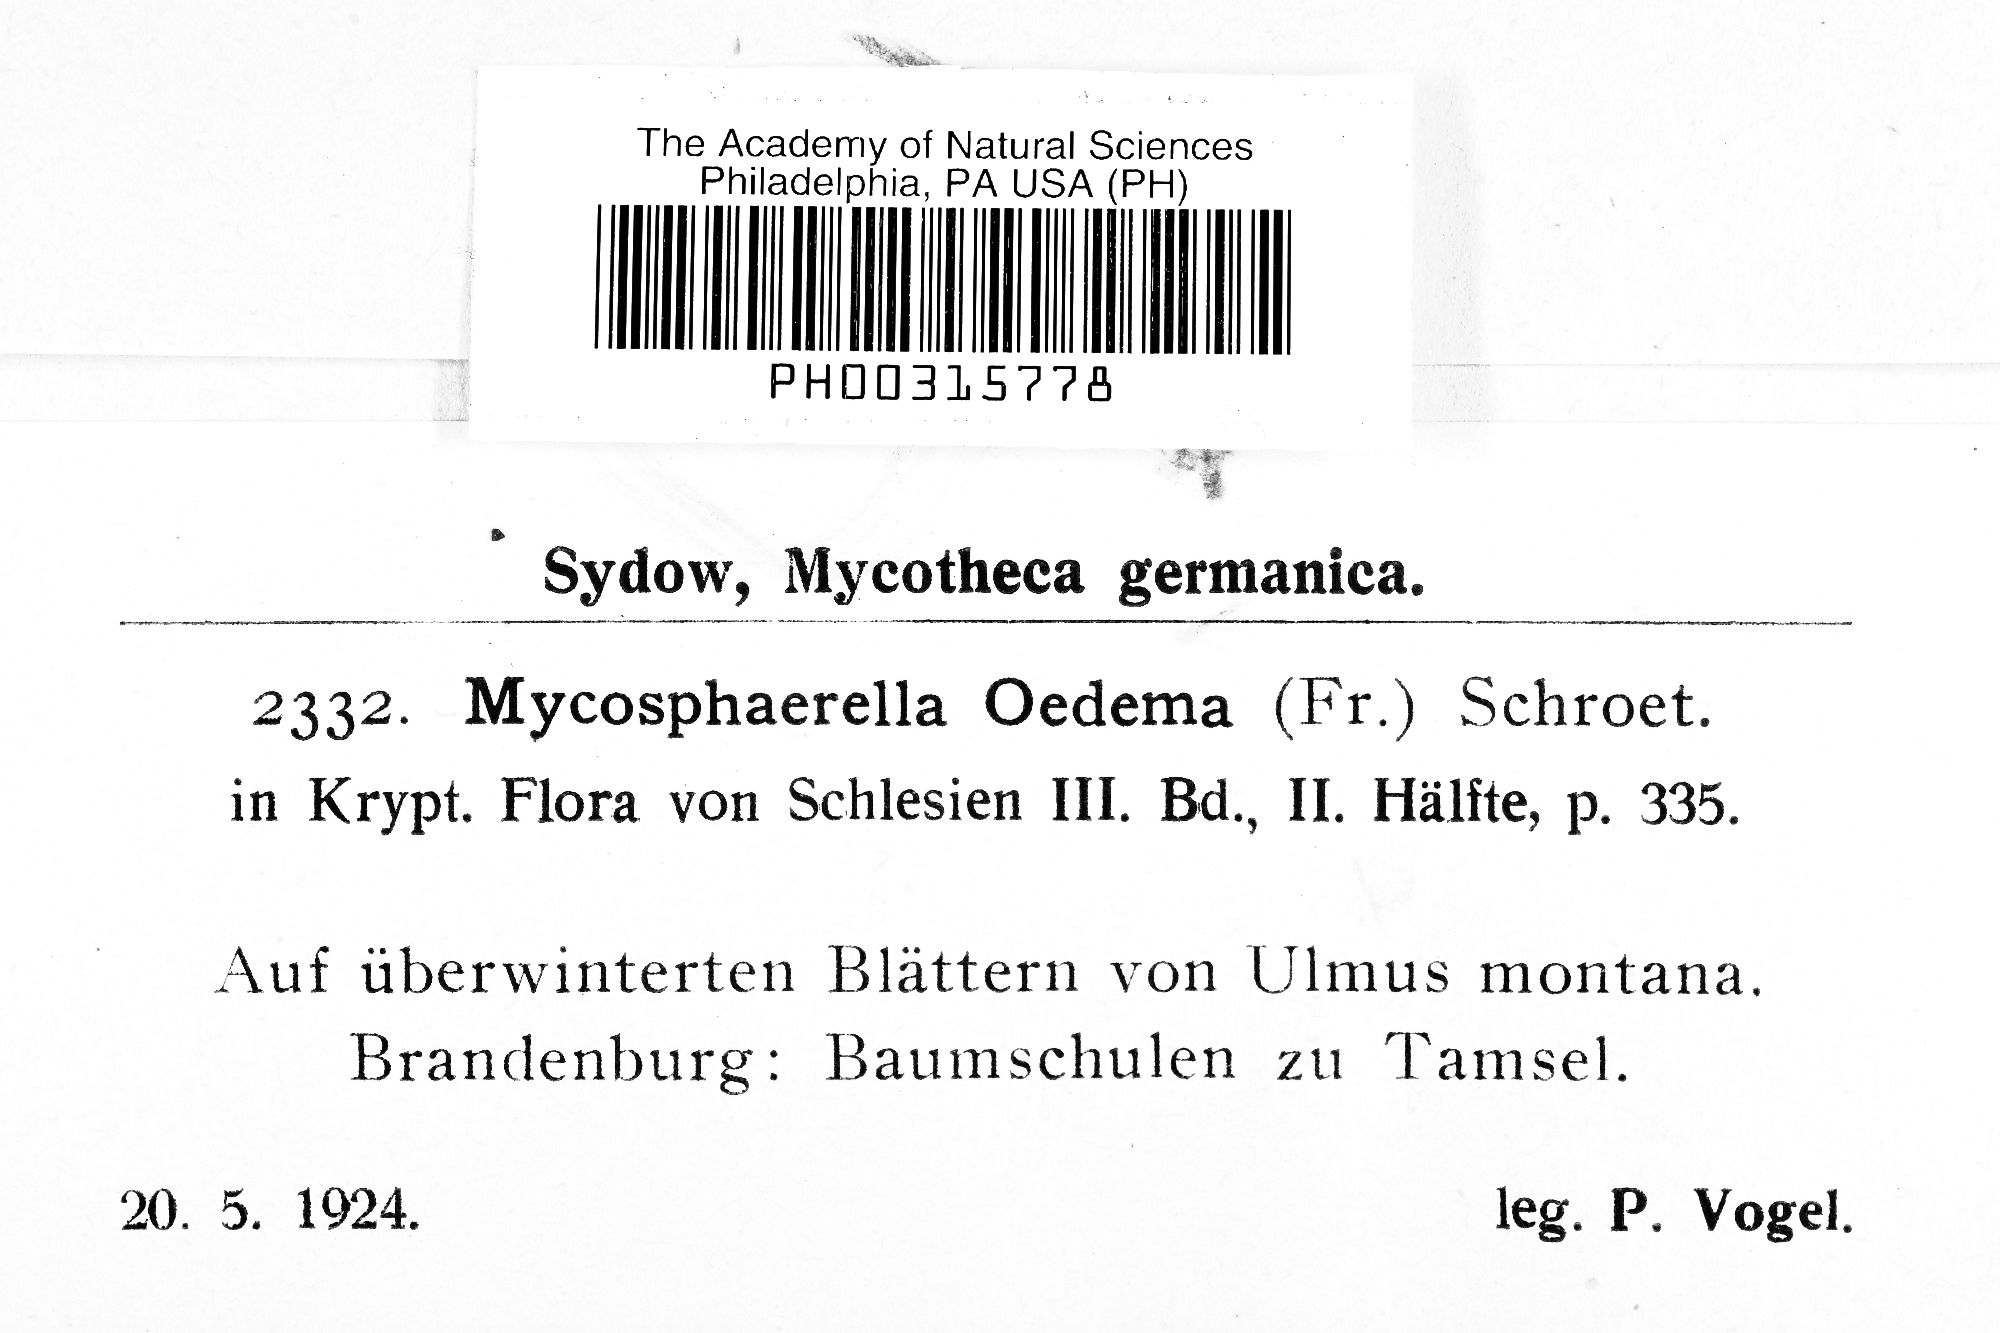 The Academy of Natural Sciences
Philadelphia, PA USA (PH)
PH00315778
Sydow, Mycotheca germanica.
2332. Mycosphaerella Oedema (Fr.) Schroet.
in Krypt. Flora von Schlesien III. Bd., II. Hälfte, p. 335.
Auf überwinterten Blättern von Ulmus montana.
Brandenburg: Baumschulen zu Tamsel.
20. 5. 1924. leg. P. Vogel.